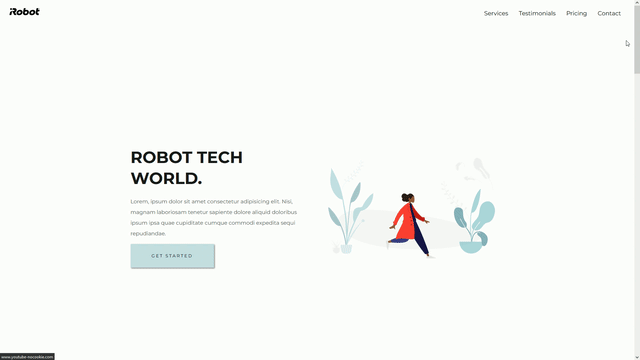 iRobot
Services Testimonials Pricing Contact
ROBOT TECH
WORLD.
Lorem, ipsum dolor sit amet consectetur adipisicing elit. Nisi,
magnam laboriosam tenetur sapiente dolore aliquid doloribus
ipsum ipsa quae cupiditate cumque commodi expedita sequi
repudiandae.
GET STARTED
www.youtube-nocookie.com